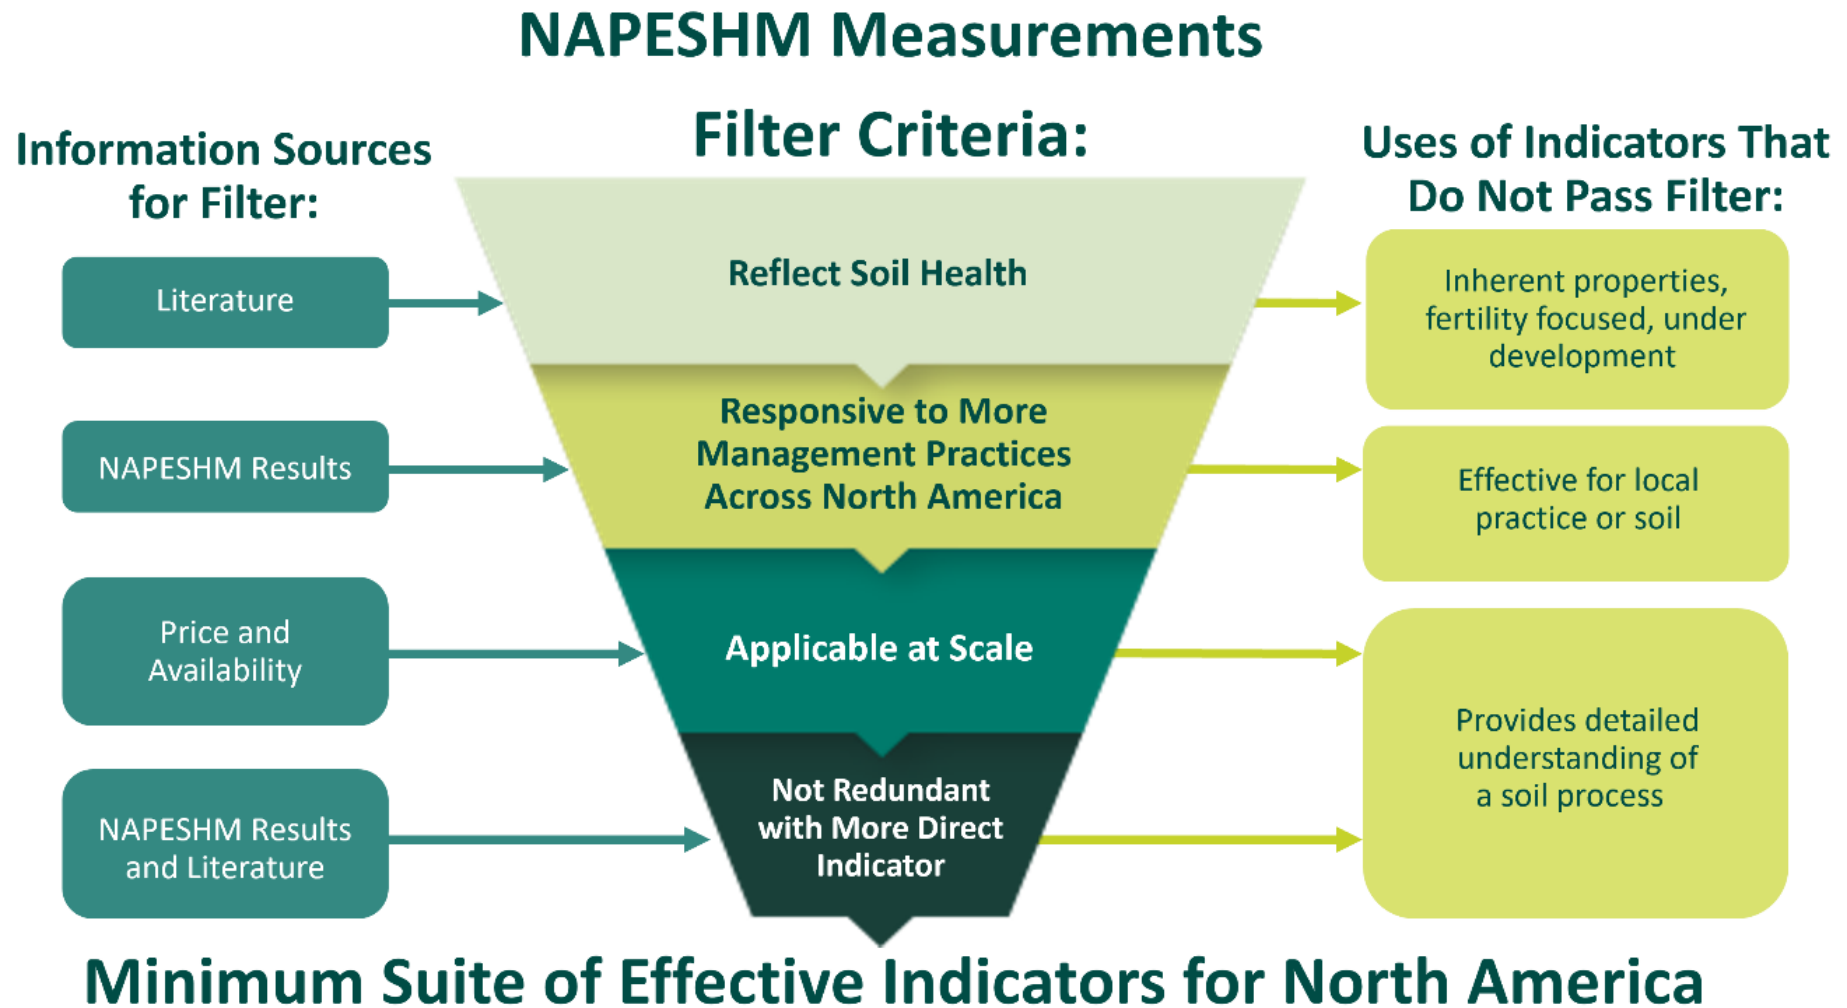 NAPESHM Measurements
Information Sources
for Filter:
Filter Criteria:
Uses of Indicators That
Do Not Pass Filter:
Literature
Reflect Soil Health
Inherent properties,
fertility focused, under
development
NAPESHM Results
Responsive to More
Management Practices
Across North America
Effective for local
practice or soil
Price and
Availability
Applicable at Scale
Provides detailed
understanding of
a soil process
NAPESHM Results
and Literature
Not Redundant
with More Direct
Indicator
Minimum Suite of Effective Indicators for North America